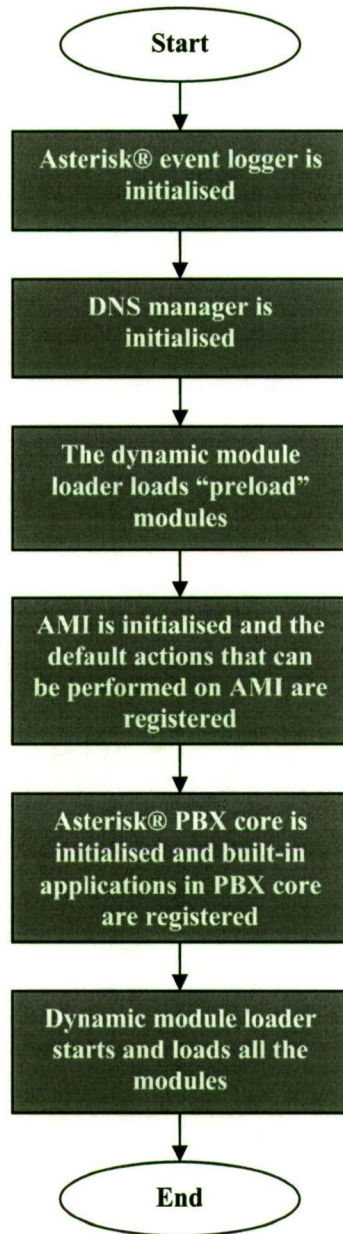 Start
Asterisk® event logger is
initialised
DNS manager is
initialised
The dynamic module
loader loads “preload”
modules
AMI is initialised and the
default actions that can
be performed on AMI are
registered
Asterisk® PBX core is
initialised and built-in
applications in PBX core
are registered
Dynamic module loader
starts and loads all the
modules
End